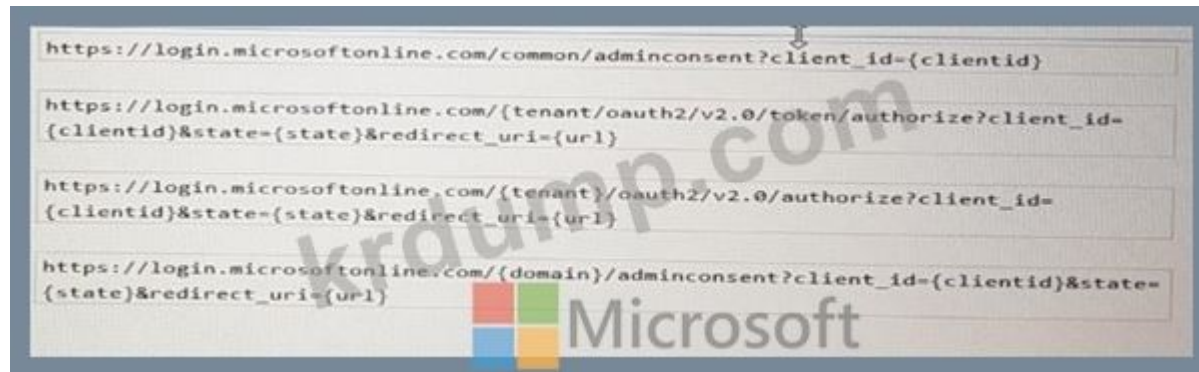 https://login.microsoftonline.com/common/adminconsent?client_id={clientid}
https://login.microsoftonline.com/{tenant/oauth2/v2.0/token/authorize?client_id=
{clientid}&state={state}&redirect_uri={url}
https://login.microsoftonline.com/{tenant}/oauth2/v2.0/authorize?client_id=
{clientid}&state={state}&redirect_uri={url}
https://login.microsoftonline.com/{domain}/adminconsent?client_id={clientid}&state=
{state}&redirect_uri={url}
krdump.com
Microsoft